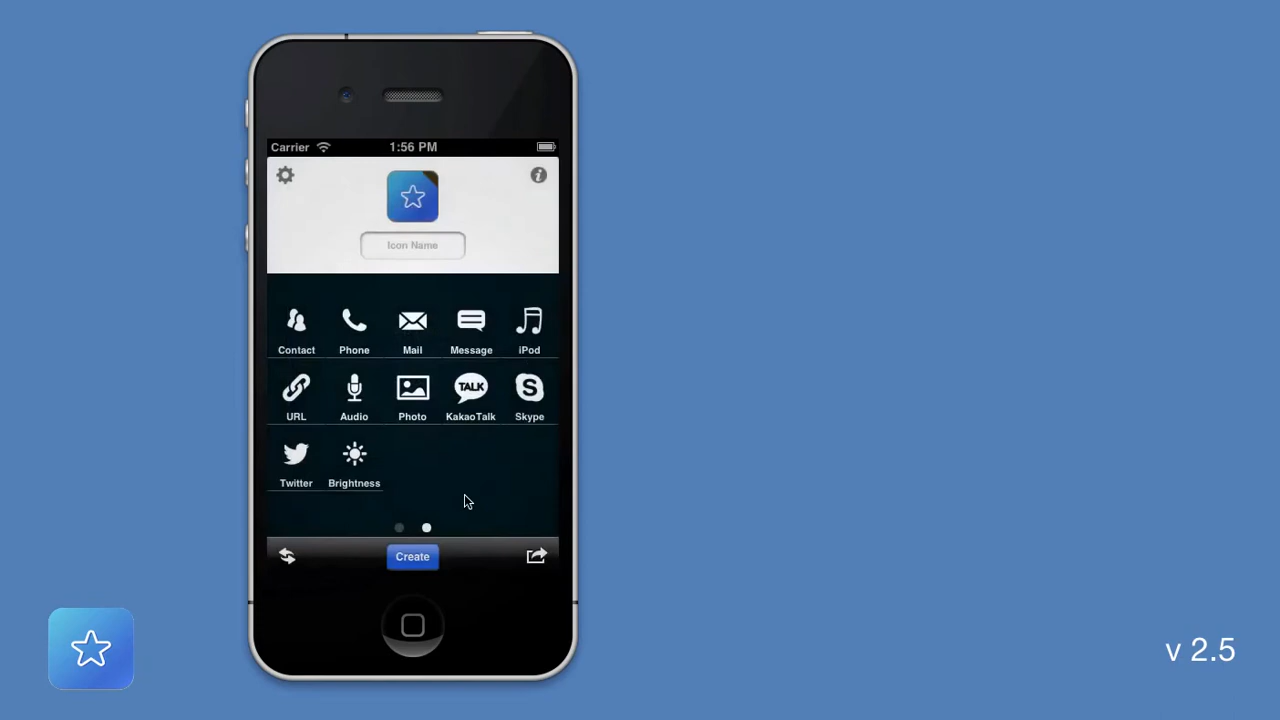 Carrier 1:56 PM
Icon Name
Contact Phone Mail Message iPod
TALK S
URL Audio Photo KakaoTalk Skype
Twitter Brightness
Create
v 2.5